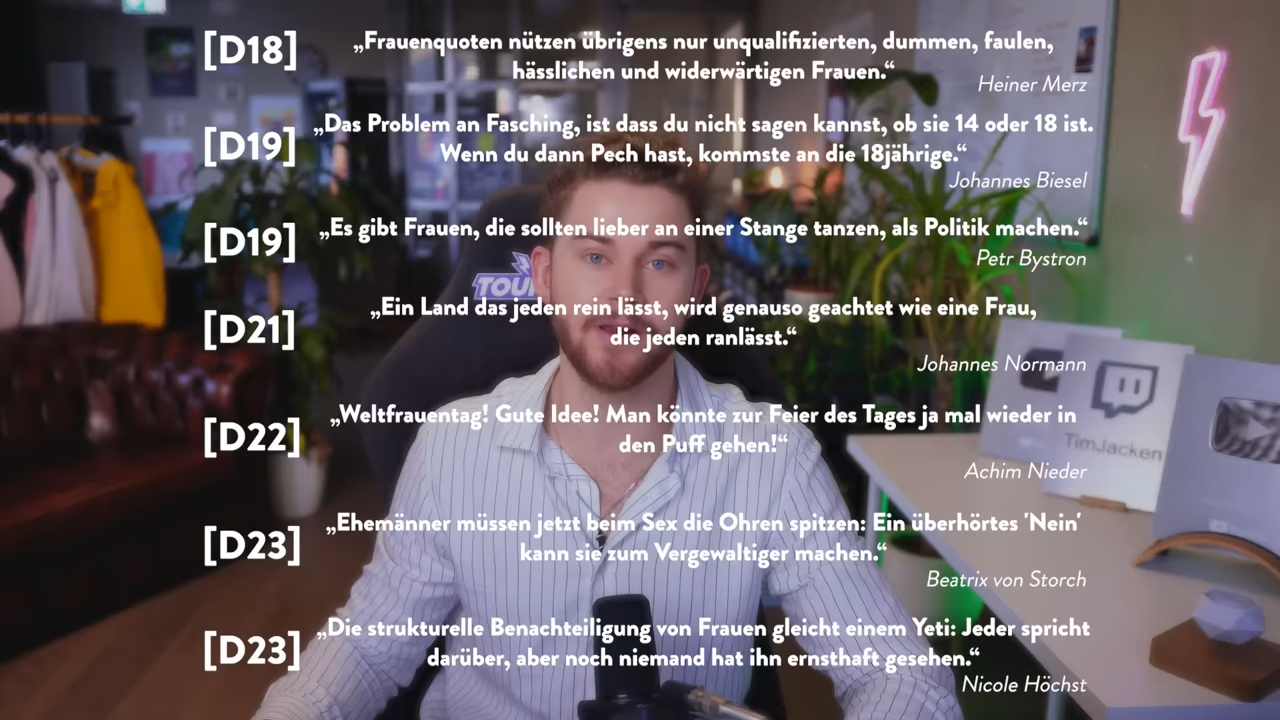 [D18] „Frauenquoten nützen übrigens nur unqualifizierten, dummen, faulen,
hässlichen und widerwärtigen Frauen.“
Heiner Merz
[D19] „Das Problem an Fasching, ist dass du nicht sagen kannst, ob sie 14 oder 18 ist.
Wenn du dann Pech hast, kommste an die 18jährige.“
Johannes Biesel
[D19] „Es gibt Frauen, die sollten lieber an einer Stange tanzen, als Politik machen.“
Petr Bystron
[D21] „Ein Land das jeden rein lässt, wird genauso geachtet wie eine Frau,
die jeden ranlässt.“
Johannes Normann
[D22] „Weltfrauentag! Gute Idee! Man könnte zur Feier des Tages ja mal wieder in
den Puff gehen!“
Achim Nieder
[D23] „Ehemänner müssen jetzt beim Sex die Ohren spitzen: Ein überhörtes 'Nein'
kann sie zum Vergewaltiger machen.“
Beatrix von Storch
[D23] „Die strukturelle Benachteiligung von Frauen gleicht einem Yeti: Jeder spricht
darüber, aber noch niemand hat ihn ernsthaft gesehen.“
Nicole Höchst
TimJacken